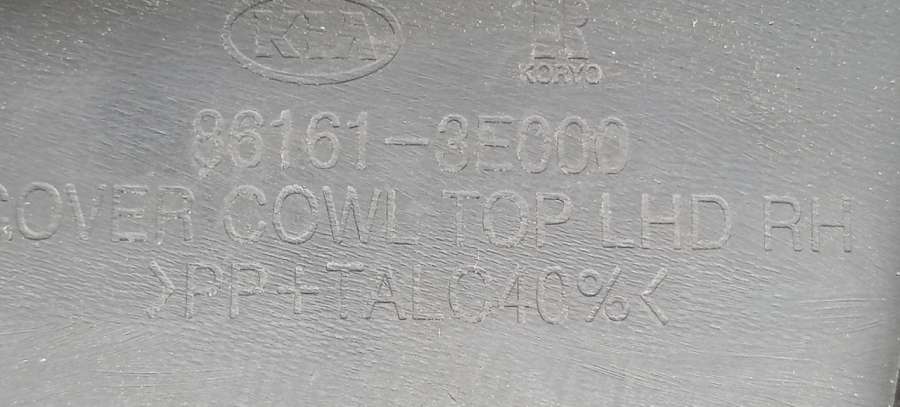 KIA
KORYO
86161-3E000
COVER COWL TOP LHD RH
>PP+TALC40%<